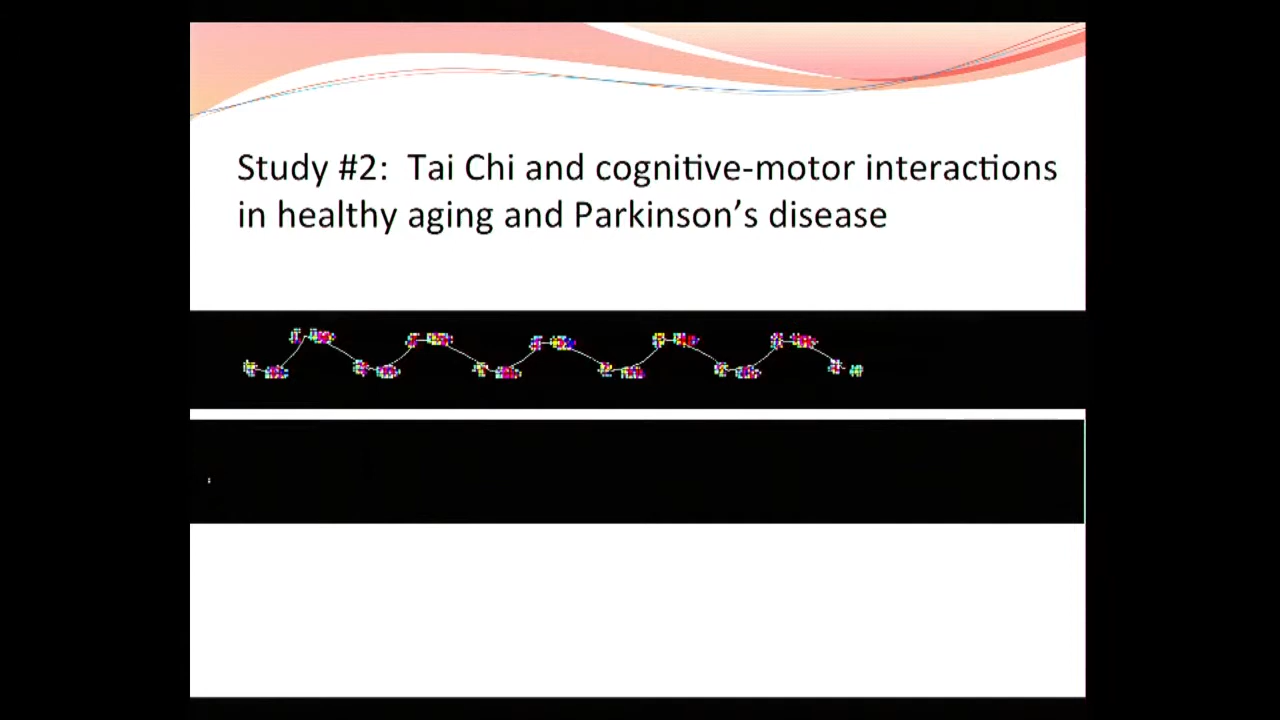 Study #2: Tai Chi and cognitive-motor interactions
in healthy aging and Parkinson’s disease